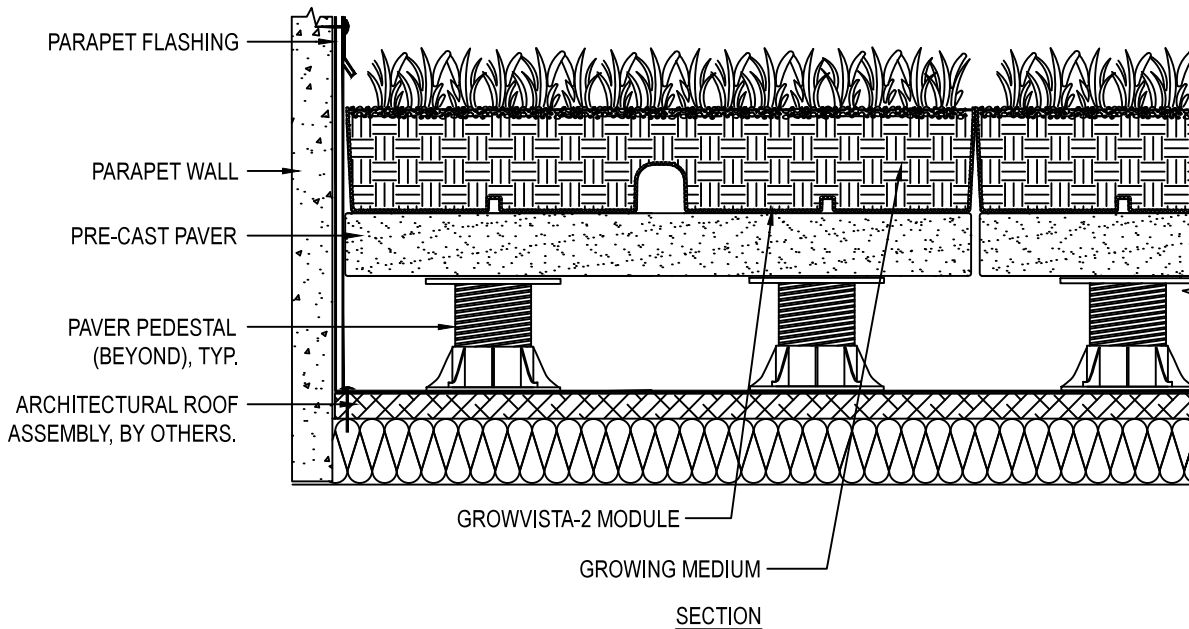 PARAPET FLASHING
PARAPET WALL
PRE-CAST PAVER
PAVER PEDESTAL
(BEYOND), TYP.
ARCHITECTURAL ROOF
ASSEMBLY, BY OTHERS.
GROWVISTA-2 MODULE
GROWING MEDIUM
SECTION